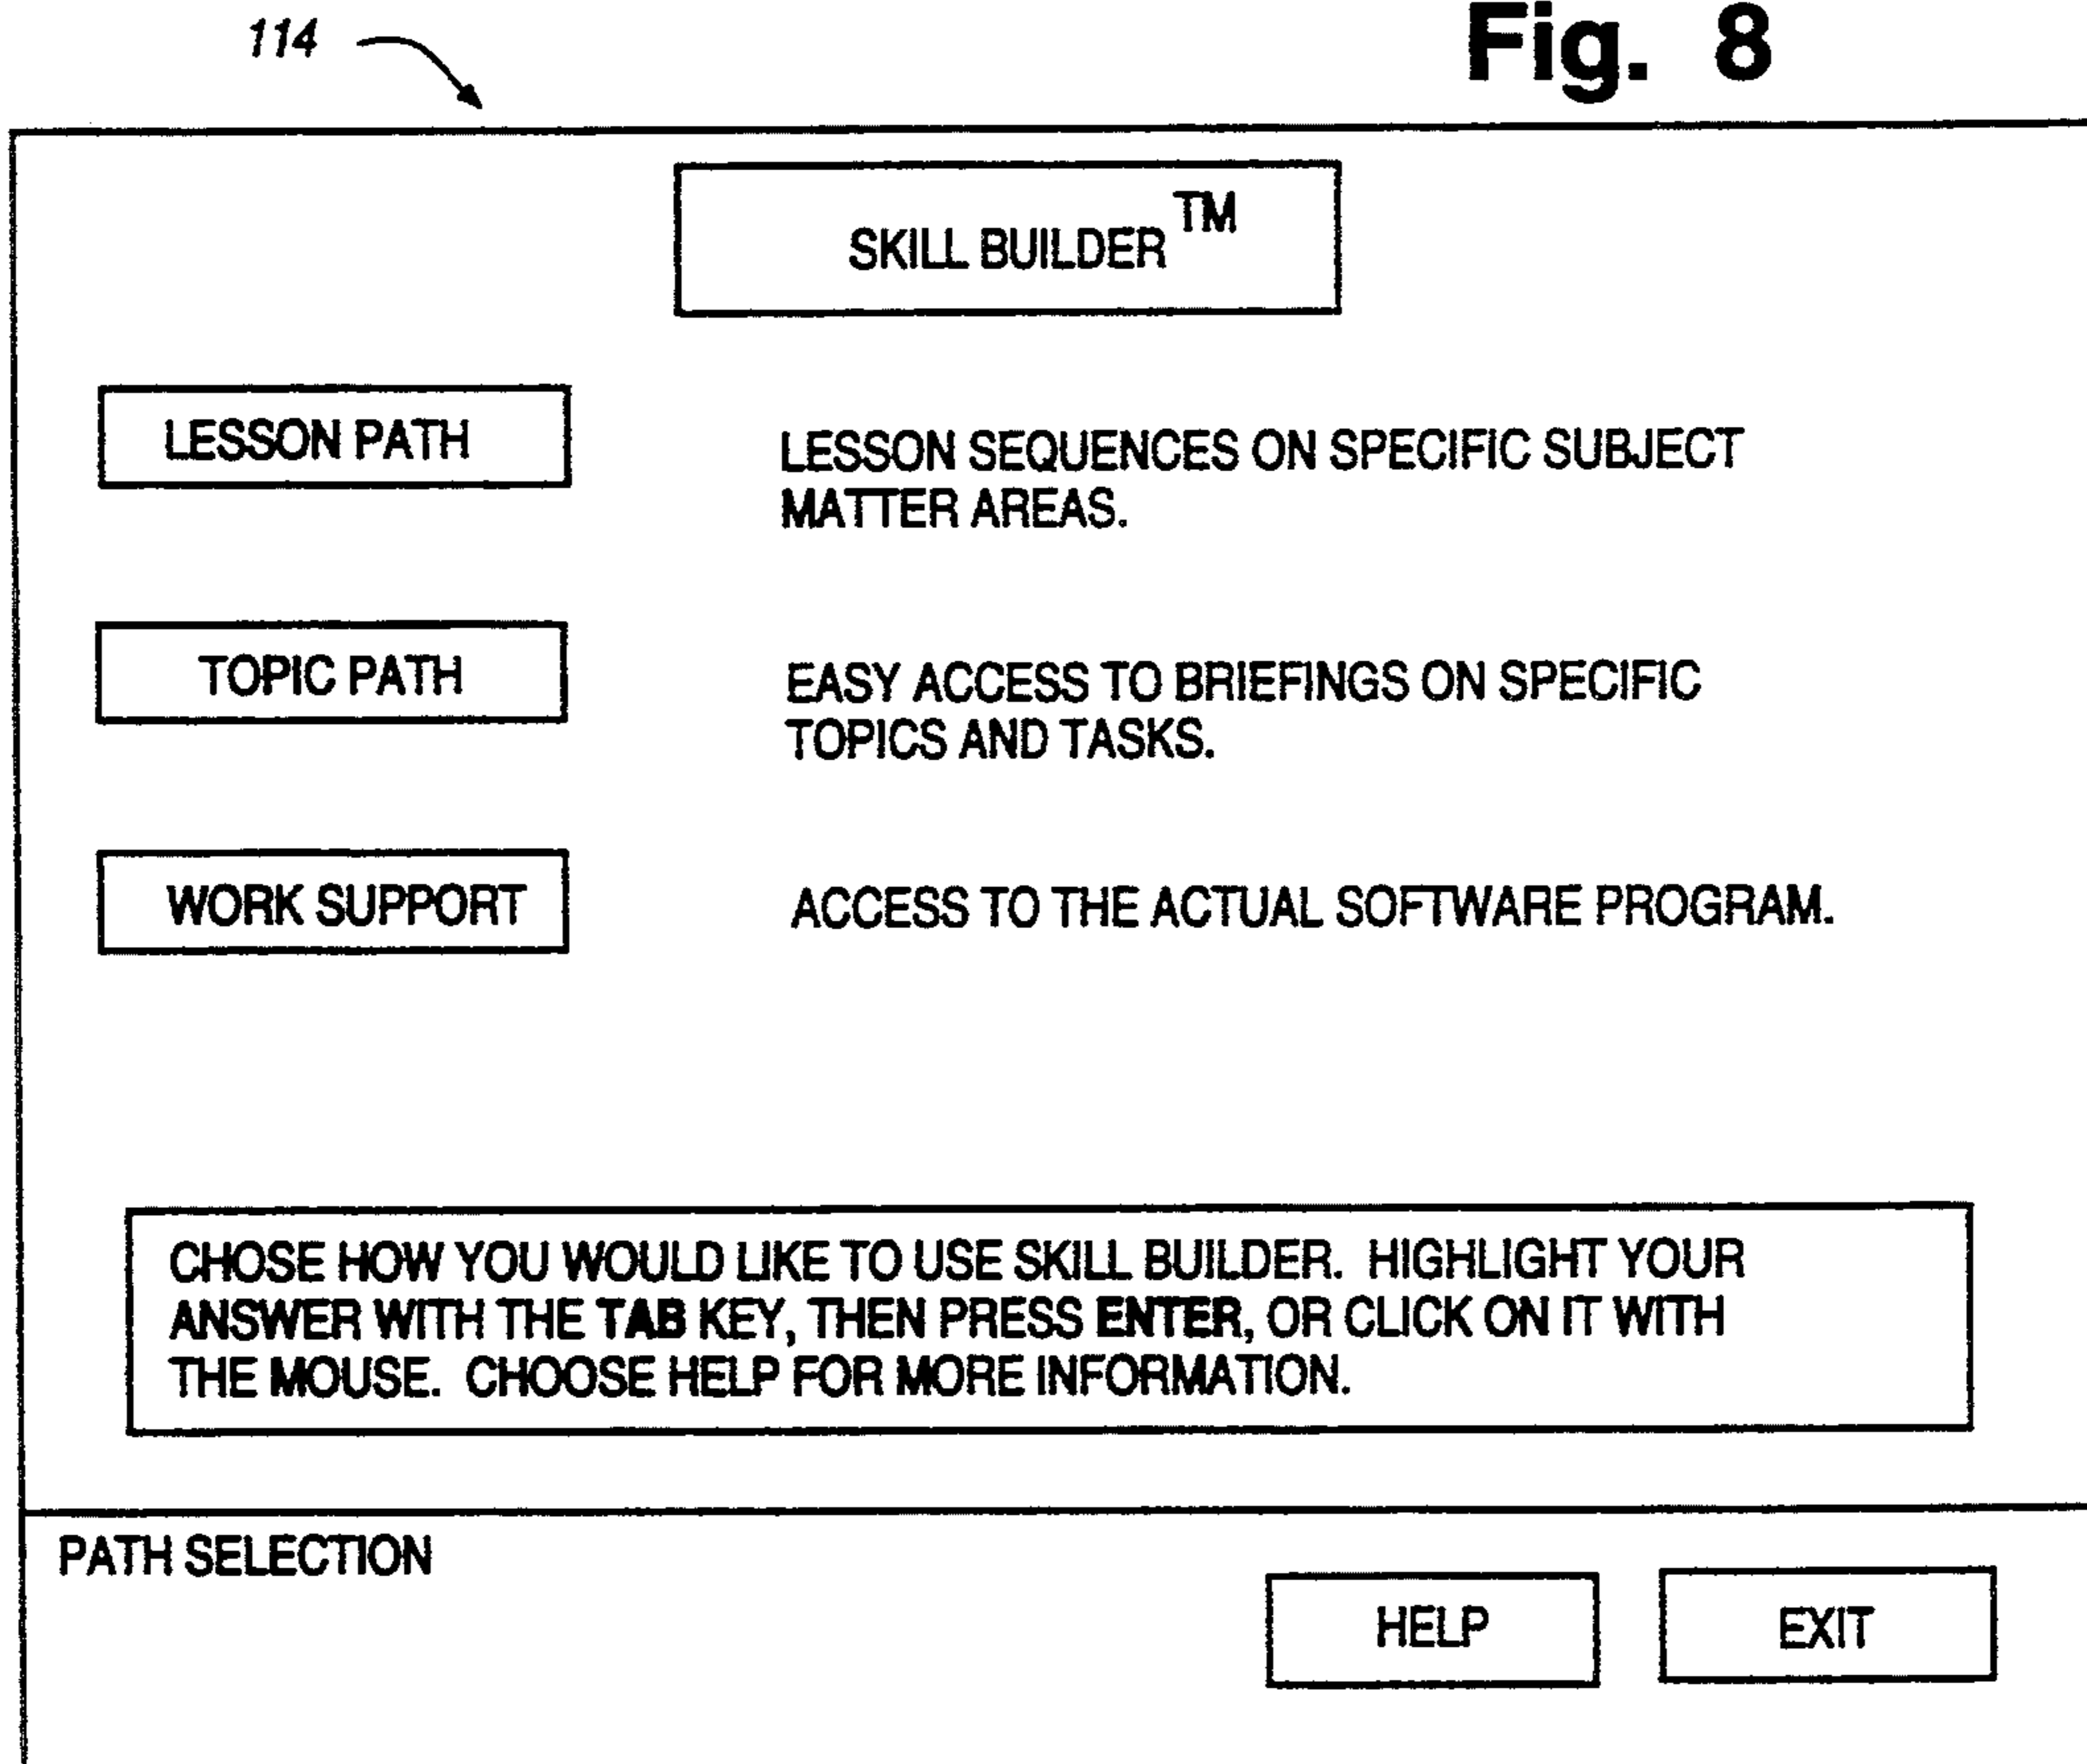 114
Fig. 8
SKILL BUILDER™
LESSON PATH
LESSON SEQUENCES ON SPECIFIC SUBJECT
MATTER AREAS.
TOPIC PATH
EASY ACCESS TO BRIEFINGS ON SPECIFIC
TOPICS AND TASKS.
WORK SUPPORT
ACCESS TO THE ACTUAL SOFTWARE PROGRAM.
CHOSE HOW YOU WOULD LIKE TO USE SKILL BUILDER. HIGHLIGHT YOUR
ANSWER WITH THE TAB KEY, THEN PRESS ENTER, OR CLICK ON IT WITH
THE MOUSE. CHOOSE HELP FOR MORE INFORMATION.
PATH SELECTION
HELP
EXIT